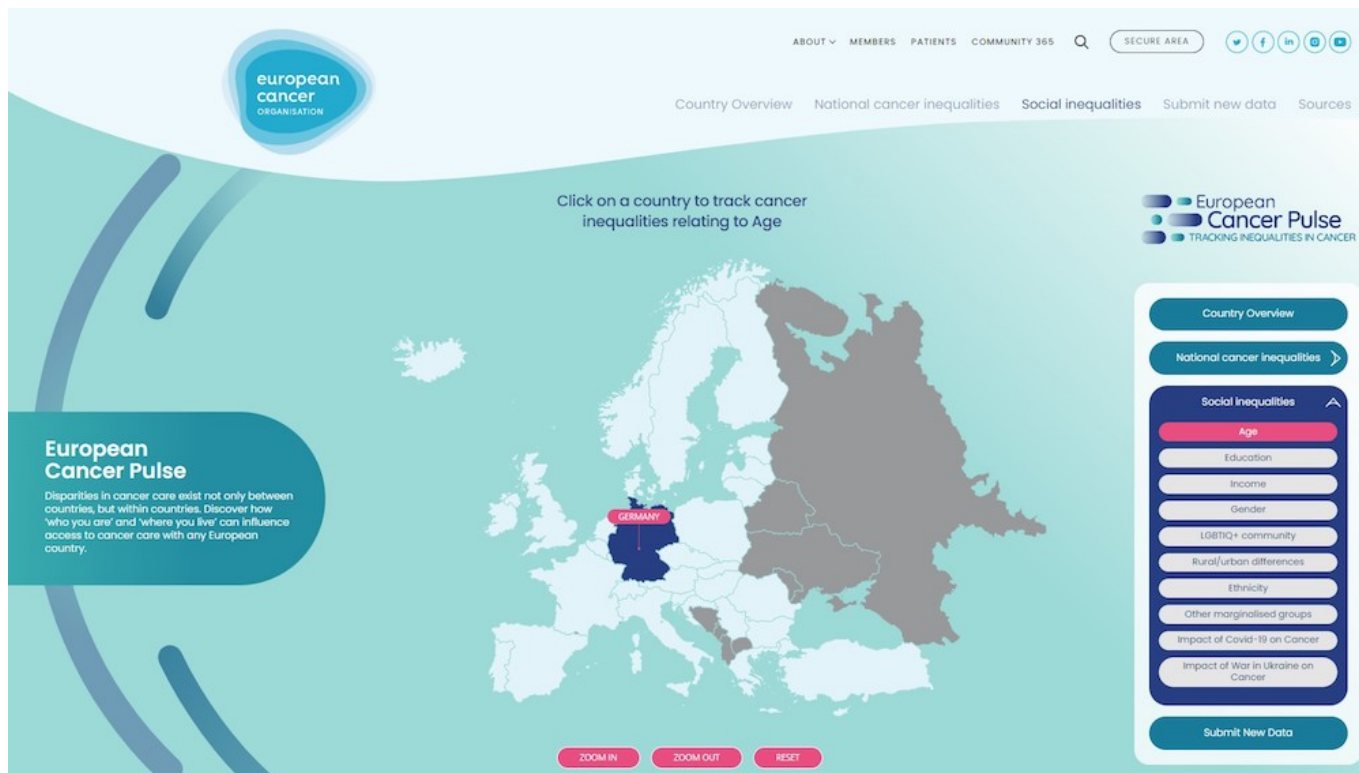 ABOUT MEMBERS PATIENTS COMMUNITY 365 SECURE AREA
european
cancer
ORGANISATION
Country Overview National cancer inequalities Social inequalities Submit new data Sources
Click on a country to track cancer
inequalities relating to Age
European
Cancer Pulse
TRACKING INEQUALITIES IN CANCER
Country Overview
National cancer inequalities
Social inequalities
Age
Education
Income
Gender
LGBTIQ+ community
Rural/urban differences
Ethnicity
Other marginalised groups
Impact of Covid-19 on Cancer
Impact of War in Ukraine on
Cancer
Submit New Data
GERMANY
European
Cancer Pulse
Disparities in cancer care exist not only between
countries, but within countries. Discover how
'who you are' and 'where you live' can influence
access to cancer care with any European
country.
ZOOM IN ZOOM OUT RESET